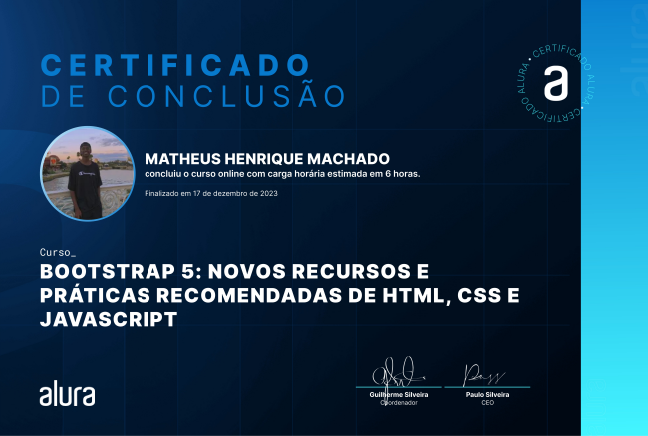 CERTIFICADO
DE CONCLUSÃO
• CERTIFICADO ALURA • CERTIFICADO ALURA
a
MATHEUS HENRIQUE MACHADO
concluiu o curso online com carga horária estimada em 6 horas.
Finalizado em 17 de dezembro de 2023
Curso_
BOOTSTRAP 5: NOVOS RECURSOS E
PRÁTICAS RECOMENDADAS DE HTML, CSS E
JAVASCRIPT
alura
Guilherme Silveira
Coordenador
Paulo Silveira
CEO